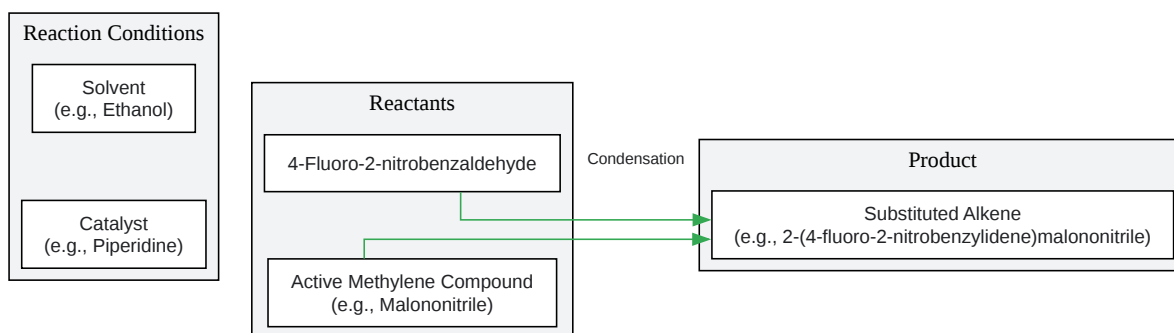 Reaction Conditions
Solvent
(e.g., Ethanol)
Catalyst
(e.g., Piperidine)
Reactants
4-Fluoro-2-nitrobenzaldehyde
Active Methylene Compound
(e.g., Malononitrile)
Condensation
Product
Substituted Alkene
(e.g., 2-(4-fluoro-2-nitrobenzylidene)malononitrile)